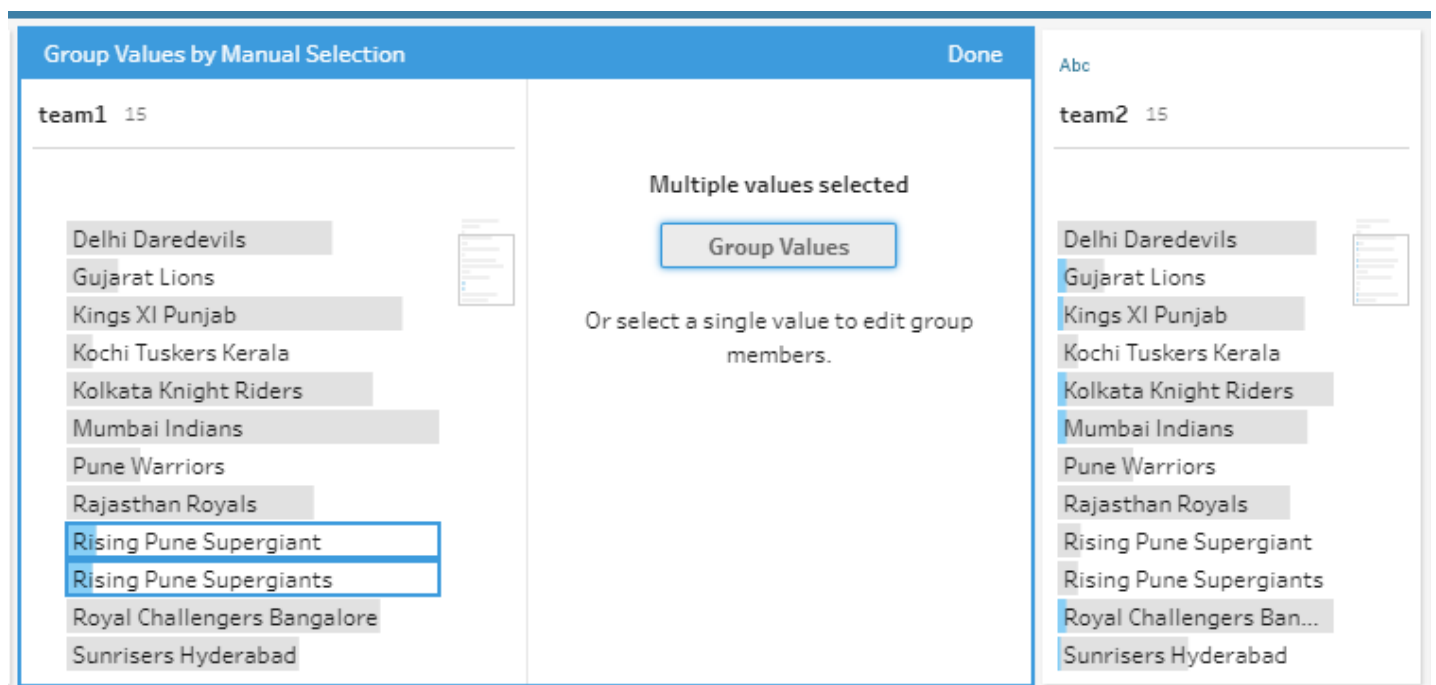 Group Values by Manual Selection
Done
team1 15
Delhi Daredevils
Gujarat Lions
Kings XI Punjab
Kochi Tuskers Kerala
Kolkata Knight Riders
Mumbai Indians
Pune Warriors
Rajasthan Royals
Rising Pune Supergiant
Rising Pune Supergiants
Royal Challengers Bangalore
Sunrisers Hyderabad
Multiple values selected
Group Values
Or select a single value to edit group
members.
Abc
team2 15
Delhi Daredevils
Gujarat Lions
Kings XI Punjab
Kochi Tuskers Kerala
Kolkata Knight Riders
Mumbai Indians
Pune Warriors
Rajasthan Royals
Rising Pune Supergiant
Rising Pune Supergiants
Royal Challengers Ban...
Sunrisers Hyderabad